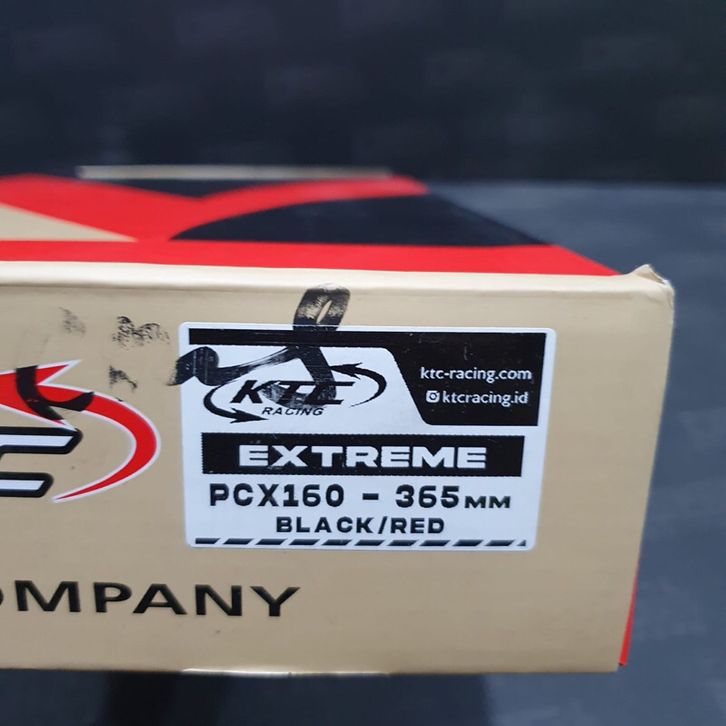 KTC
RACING
ktc-racing.com
ktcracing.id
EXTREME
PCX160 - 365MM
BLACK/RED
C
OMPANY